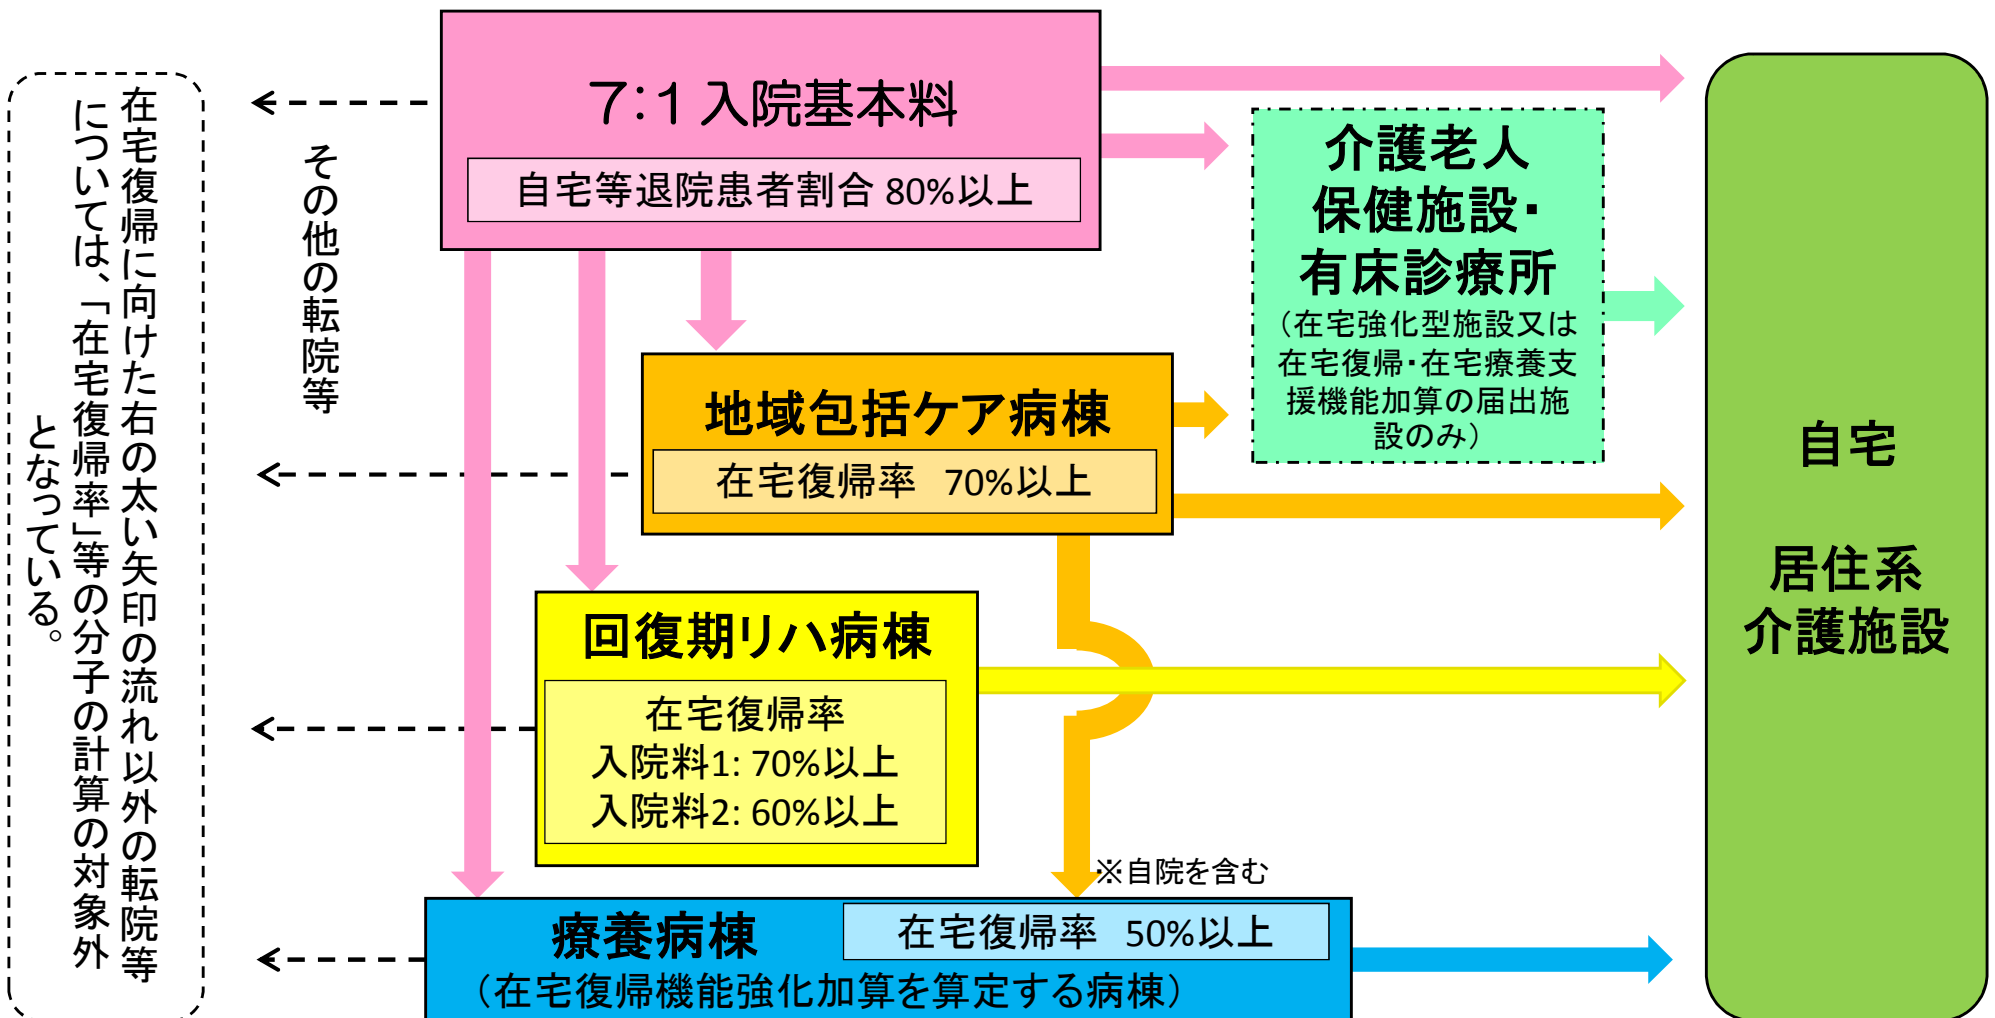 7:1入院基本料
自宅等退院患者割合 80%以上
介護老人
保健施設・
有床診療所
(在宅強化型施設又は
在宅復帰・在宅療養支
援機能加算の届出施
設のみ)
地域包括ケア病棟
在宅復帰率 70%以上
回復期リハ病棟
在宅復帰率
入院料1: 70%以上
入院料2: 60%以上
※自院を含む
療養病棟
在宅復帰率 50%以上
(在宅復帰機能強化加算を算定する病棟)
自宅
居住系
介護施設
その他の転院等
在宅復帰に向けた右の太い矢印の流れ以外の転院等
については、「在宅復帰率」等の分子の計算の対象外
となっている。